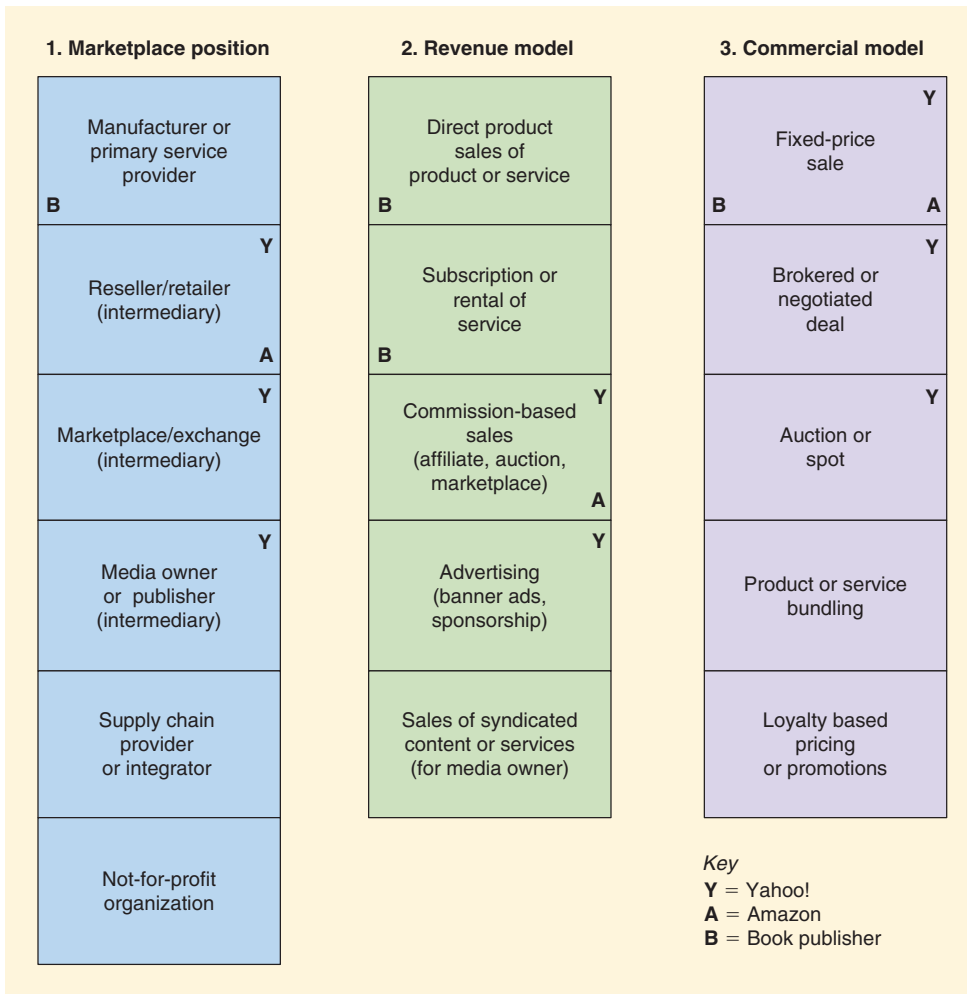 1. Marketplace position
Manufacturer or
primary service
provider
B
Y
Reseller/retailer
(intermediary)
A
Y
Marketplace/exchange
(intermediary)
Y
Media owner
or publisher
(intermediary)
Supply chain
provider
or integrator
Not-for-profit
organization
2. Revenue model
Direct product
sales of
product or service
B
Subscription or
rental of
service
B
Y
Commission-based
sales
(affiliate, auction,
marketplace)
A
Y
Advertising
(banner ads,
sponsorship)
Sales of syndicated
content or services
(for media owner)
3. Commercial model
Y
Fixed-price
sale
B A
Y
Brokered or
negotiated
deal
Y
Auction or
spot
Product or service
bundling
Loyalty based
pricing
or promotions
Key
Y = Yahoo!
A = Amazon
B = Book publisher